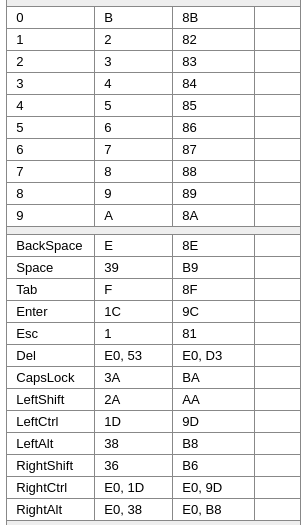 0 B 8B
1 2 82
2 3 83
3 4 84
4 5 85
5 6 86
6 7 87
7 8 88
8 9 89
9 A 8A
BackSpace E 8E
Space 39 B9
Tab F 8F
Enter 1C 9C
Esc 1 81
Del E0, 53 E0, D3
CapsLock 3A BA
LeftShift 2A AA
LeftCtrl 1D 9D
LeftAlt 38 B8
RightShift 36 B6
RightCtrl E0, 1D E0, 9D
RightAlt E0, 38 E0, B8